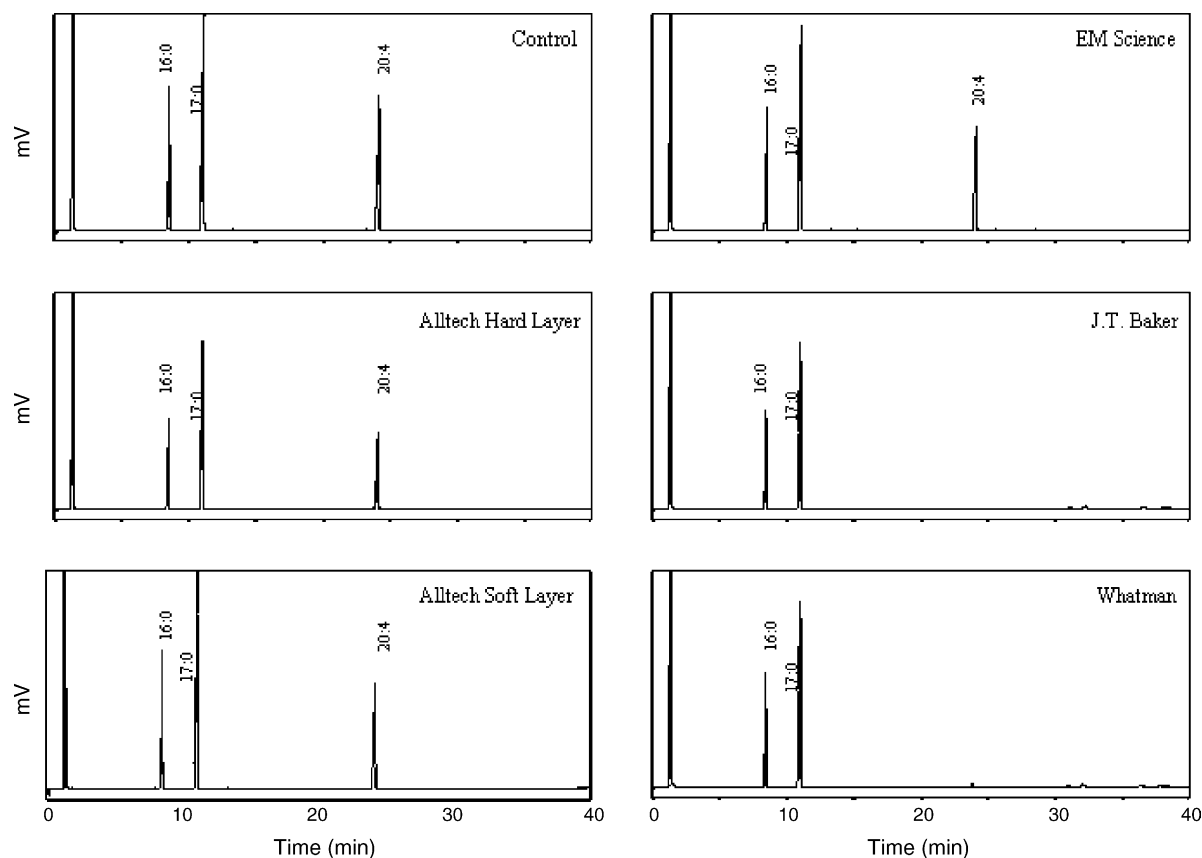 Control
16:0
17:0
20:4
mV
EM Science
16:0
17:0
20:4
Alltech Hard Layer
16:0
17:0
20:4
mV
J.T. Baker
16:0
17:0
Alltech Soft Layer
16:0
17:0
20:4
mV
0 10 20 30 40
Time (min)
Whatman
16:0
17:0
0 10 20 30 40
Time (min)